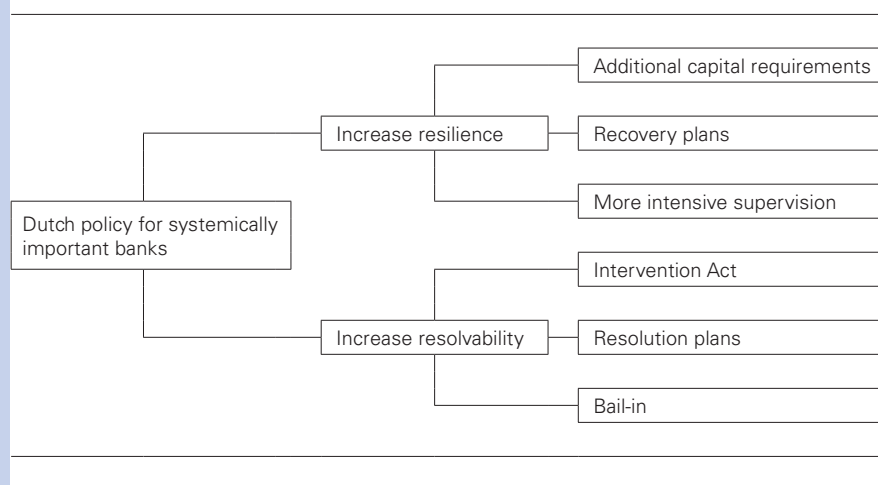 Additional capital requirements
Increase resilience
Recovery plans
More intensive supervision
Dutch policy for systemically
important banks
Intervention Act
Increase resolvability
Resolution plans
Bail-in